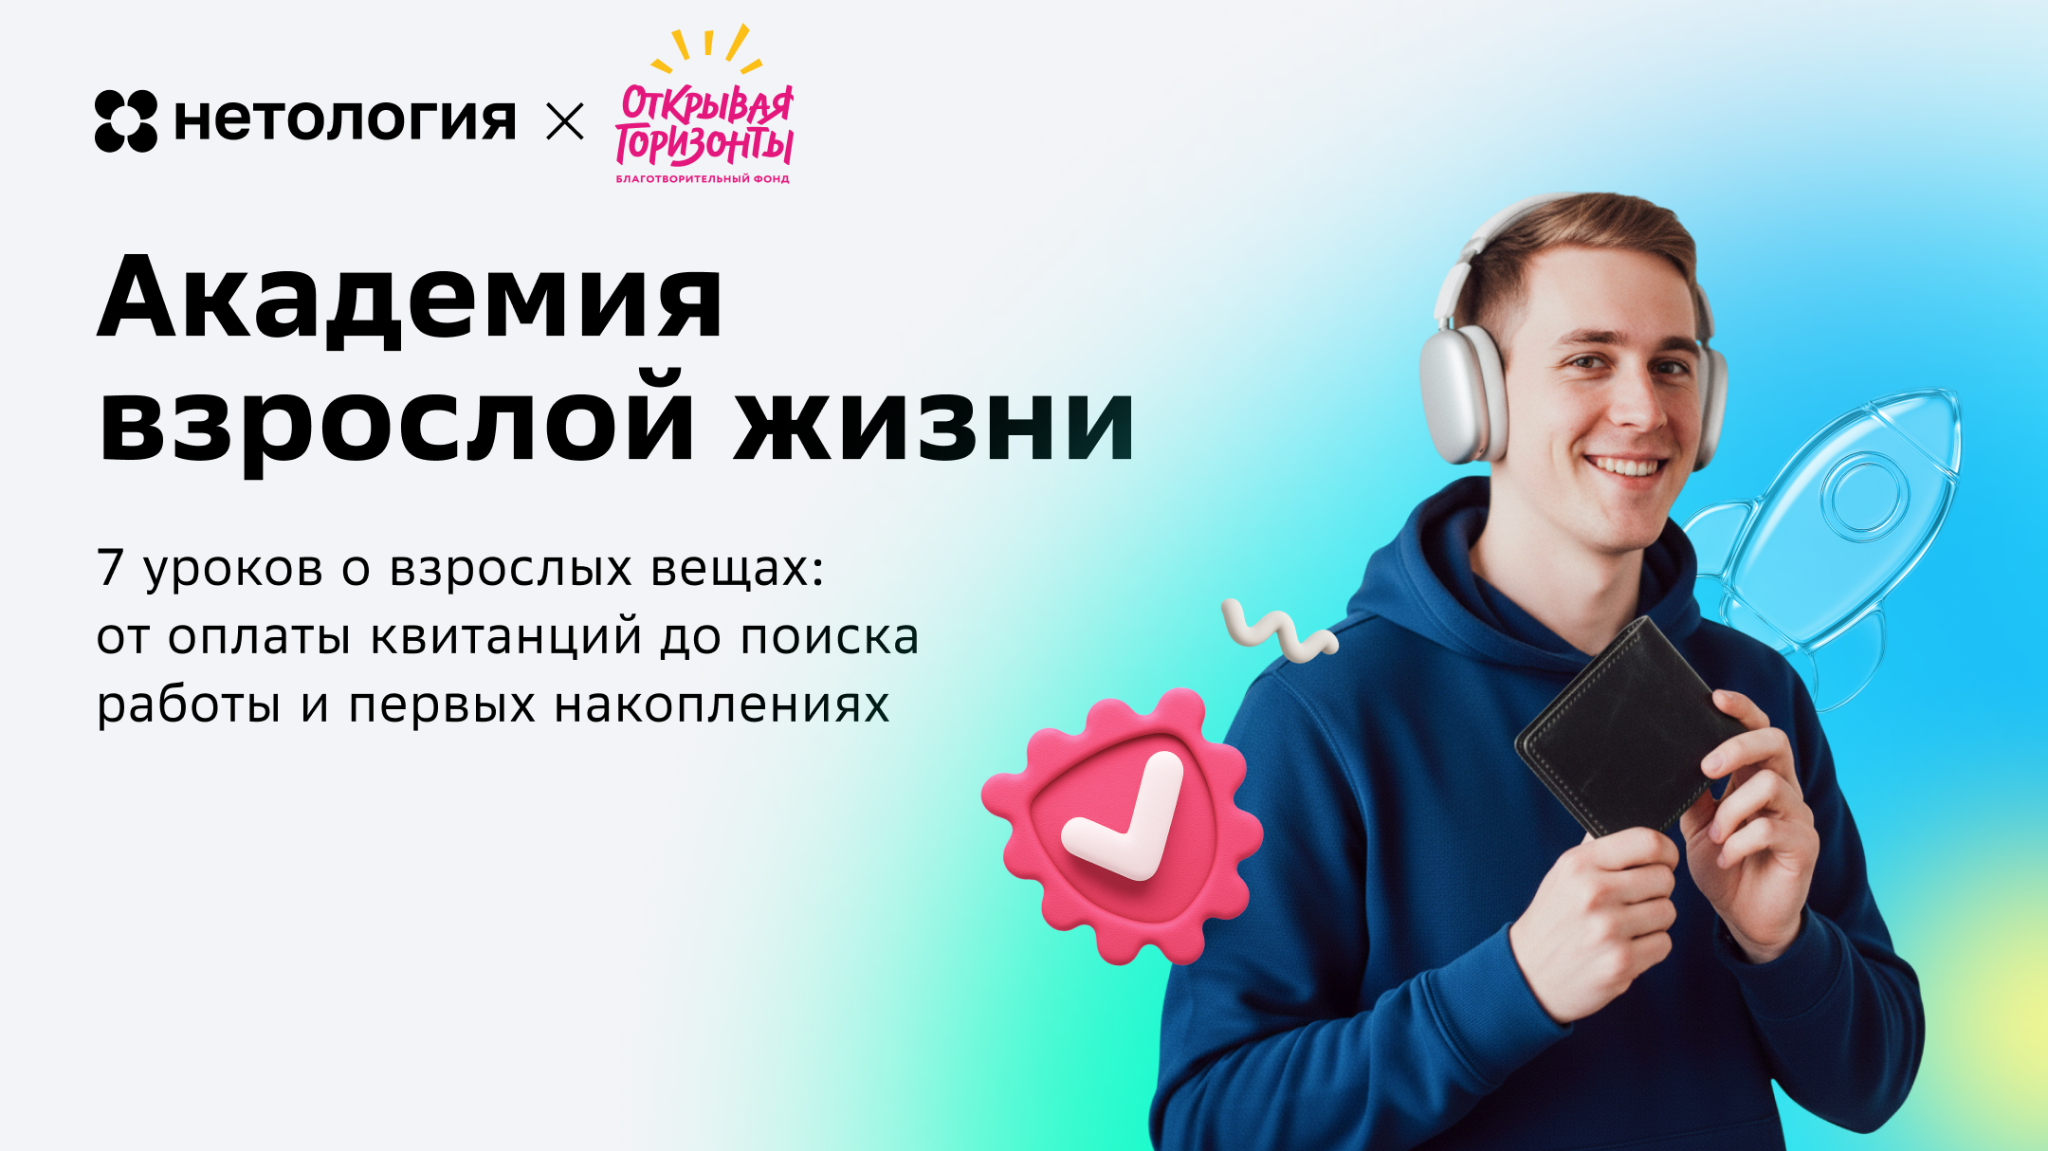 нетология
ОТКРЫВАЯ
ГОРИЗОНТЫ
БЛАГОТВОРИТЕЛЬНЫЙ ФОНД
Академия
взрослой жизни
7 уроков о взрослых вещах:
от оплаты квитанций до поиска
работы и первых накоплениях